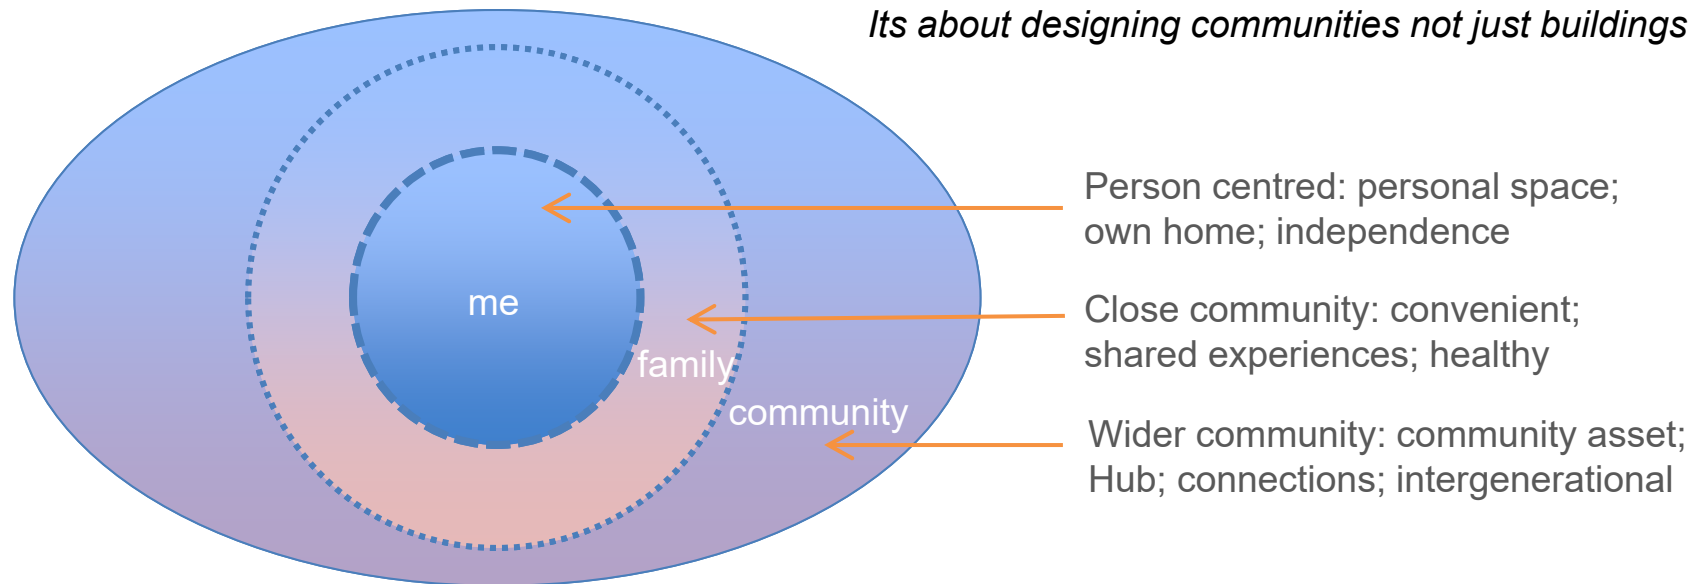 Its about designing communities not just buildings
Person centred: personal space;
own home; independence
me
Close community: convenient;
shared experiences; healthy
family
community
Wider community: community asset;
Hub; connections; intergenerational